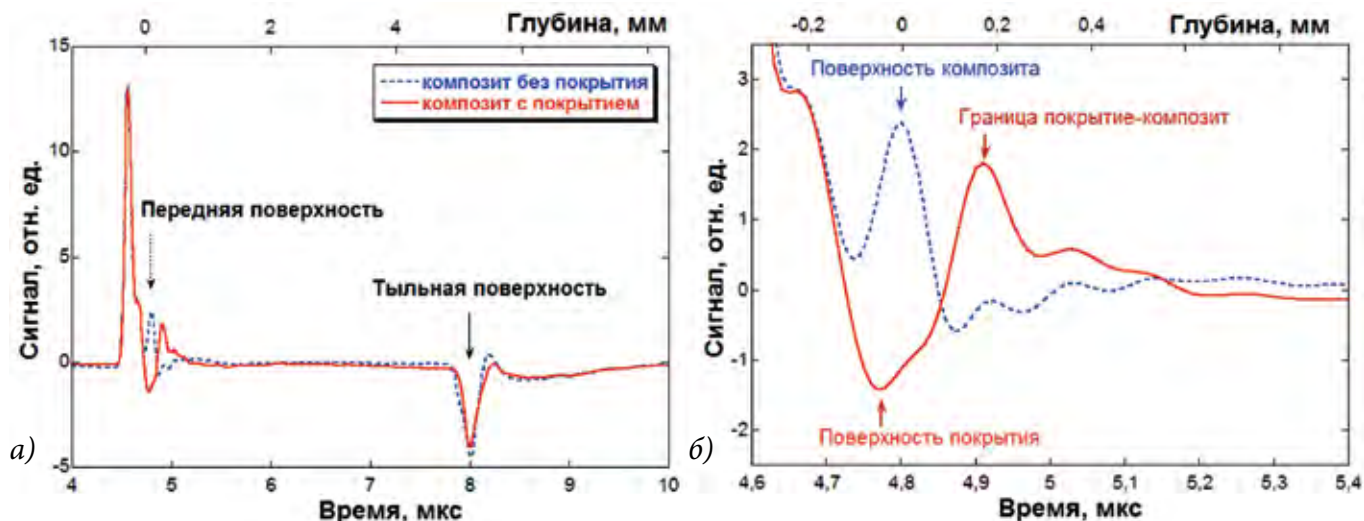 Глубина, мм
0 2 4
15
10
5
0
-5
Сигнал, отн. ед.
композит без покрытия
композит с покрытием
Передняя поверхность
Тыльная поверхность
а)
4 5 6 7 8 9 10
Время, мкс
Глубина, мм
-0,2 0 0,2 0,4
3
2
1
0
-1
-2
Сигнал, отн. ед.
Поверхность композита
Граница покрытие-композит
Поверхность покрытия
б)
4,6 4,7 4,8 4,9 5 5,1 5,2 5,3 5,4
Время, мкс